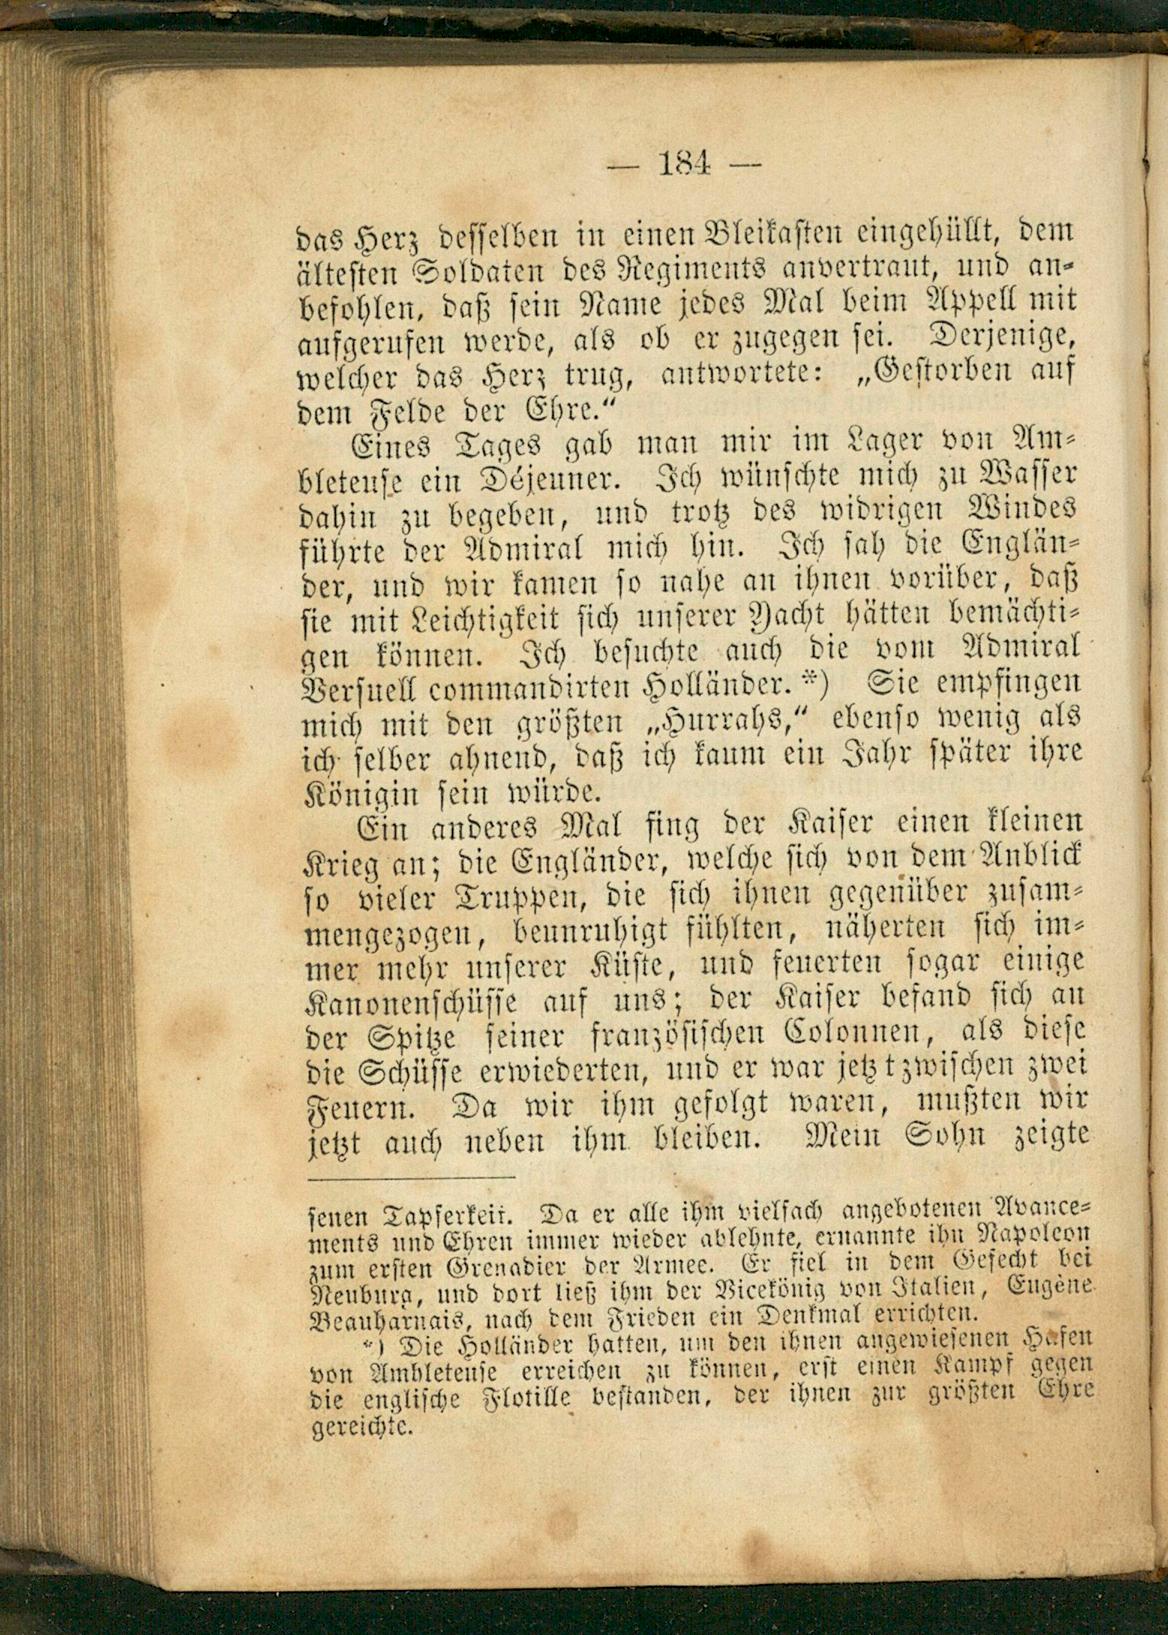 — 184 —
das Herz desselben in einen Bleikasten eingehüllt, dem
ältesten Soldaten des Regiments anvertraut, und an-
befohlen, daß sein Name jedes Mal beim Appell mit
aufgerufen werde, als ob er zugegen sei. Derjenige,
welcher das Herz trug, antwortete: „Gestorben auf
dem Felde der Ehre.“
Eines Tages gab man mir im Lager von Am-
bleteuse ein Déjeuner. Ich wünschte mich zu Wasser
dahin zu begeben, und trotz des widrigen Windes
führte der Admiral mich hin. Ich sah die Englän-
der, und wir kamen so nahe an ihnen vorüber, daß
sie mit Leichtigkeit sich unserer Yacht hätten bemächti-
gen können. Ich besuchte auch die vom Admiral
Versuell commandirten Holländer.*) Sie empfingen
mich mit den größten „Hurrahs,“ ebenso wenig als
ich selber ahnend, daß ich kaum ein Jahr später ihre
Königin sein würde.
Ein anderes Mal fing der Kaiser einen kleinen
Krieg an; die Engländer, welche sich von dem Anblick
so vieler Truppen, die sich ihnen gegenüber zusam-
mengezogen, beunruhigt fühlten, näherten sich im-
mer mehr unserer Küste, und feuerten sogar einige
Kanonenschüsse auf uns; der Kaiser befand sich an
der Spitze seiner französischen Colonnen, als diese
die Schüsse erwiederten, und er war jetz t zwischen zwei
Feuern. Da wir ihm gefolgt waren, mußten wir
jetzt auch neben ihm bleiben. Mein Sohn zeigte
senen Tapferkeit. Da er alle ihm vielfach angebotenen Avance-
ments und Ehren immer wieder ablehnte, ernannte ihn Napoleon
zum ersten Grenadier der Armee. Er fiel in dem Gefecht bei
Neuburg, und dort ließ ihm der Vicekönig von Italien, Eugène
Beauharnais, nach dem Frieden ein Denkmal errichten.
*) Die Holländer hatten, um den ihnen angewiesenen Hafen
von Ambleteuse erreichen zu können, erst einen Kampf gegen
die englische Flotille bestanden, der ihnen zur größten Ehre
gereichte.